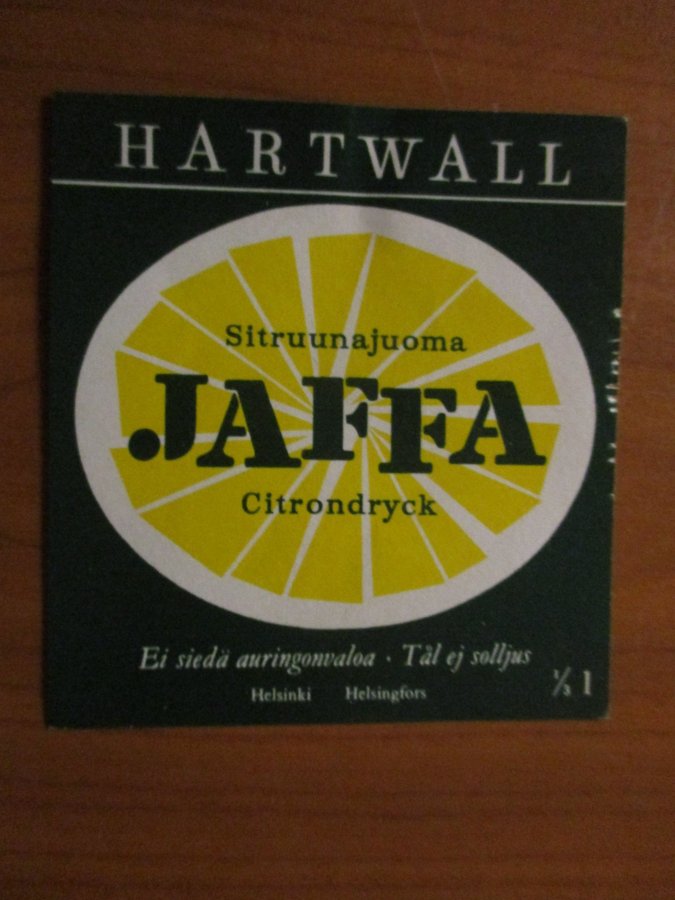 HARTWALL
Sitruunajuoma
JAFFA
Citrondryck
Ei siedä auringonvaloa · Tål ej solljus
Helsinki Helsingfors
⅓ l